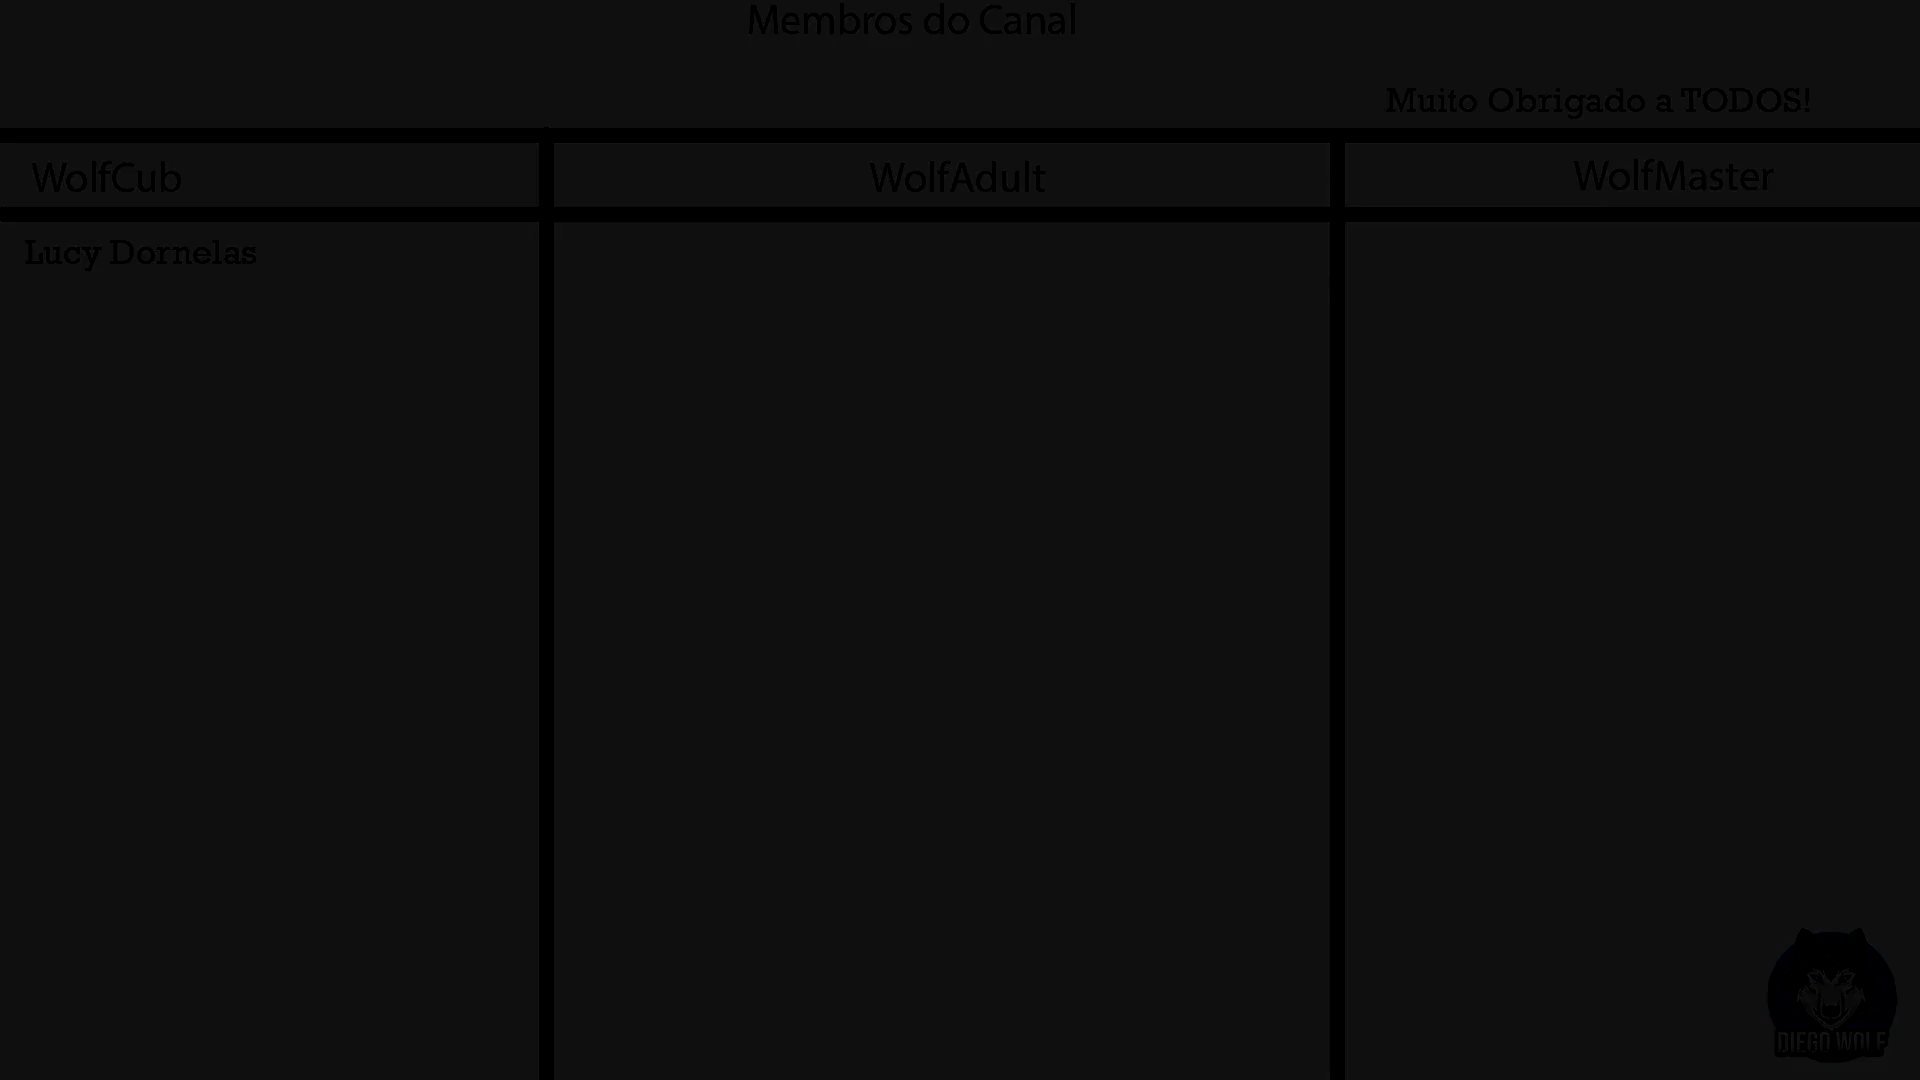 Membros do Canal
Muito Obrigado a TODOS!
WolfCub
WolfAdult
WolfMaster
Lucy Dornelas
DIEGO WOLF